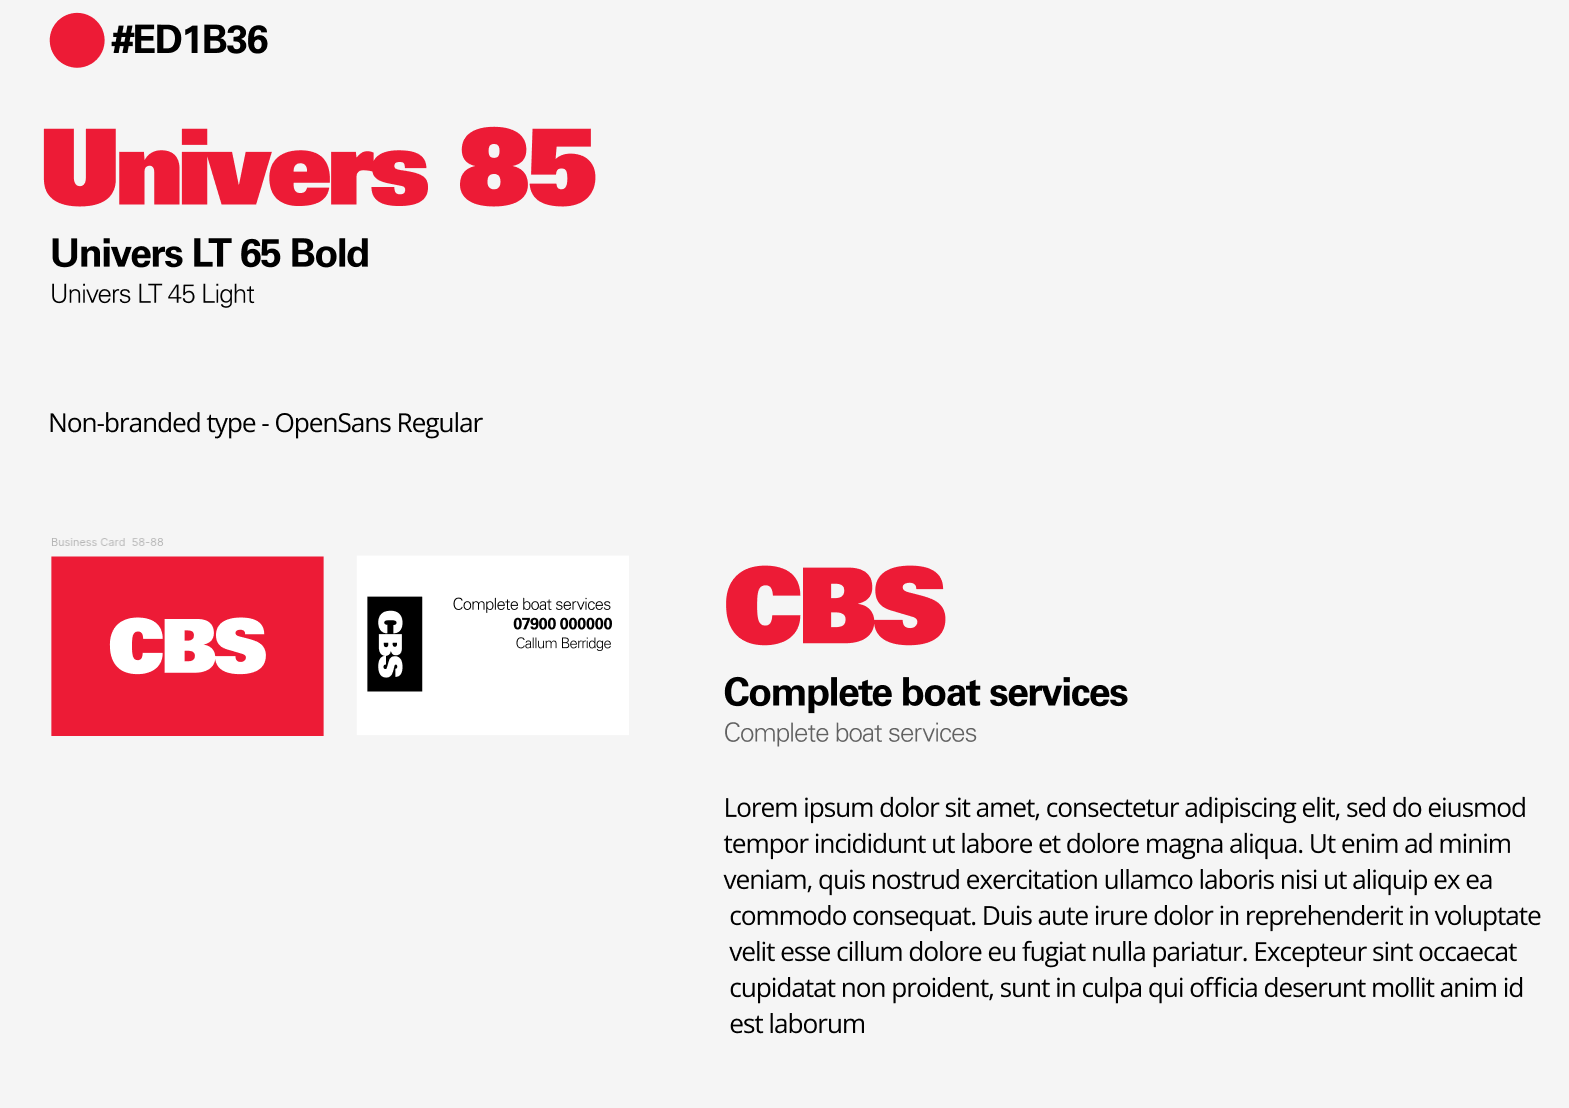 #ED1B36
Univers 85
Univers LT 65 Bold
Univers LT 45 Light
Non-branded type - OpenSans Regular
Business Card 58-88
CBS
CBS
Complete boat services
07900 000000
Callum Berridge
CBS
Complete boat services
Complete boat services
Lorem ipsum dolor sit amet, consectetur adipiscing elit, sed do eiusmod
tempor incididunt ut labore et dolore magna aliqua. Ut enim ad minim
veniam, quis nostrud exercitation ullamco laboris nisi ut aliquip ex ea
commodo consequat. Duis aute irure dolor in reprehenderit in voluptate
velit esse cillum dolore eu fugiat nulla pariatur. Excepteur sint occaecat
cupidatat non proident, sunt in culpa qui officia deserunt mollit anim id
est laborum